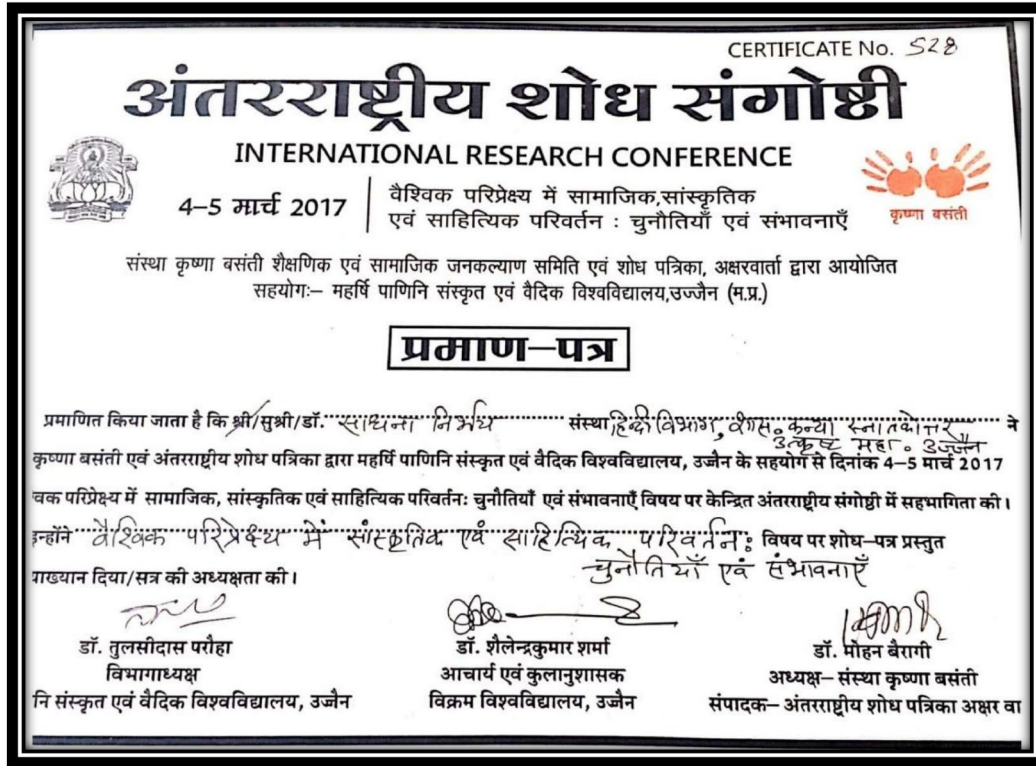 CERTIFICATE No. 528
अंतरराष्ट्रीय शोध संगोष्ठी
INTERNATIONAL RESEARCH CONFERENCE
4-5 मार्च 2017
वैश्विक परिप्रेक्ष्य में सामाजिक,सांस्कृतिक
एवं साहित्यिक परिवर्तन : चुनौतियाँ एवं संभावनाएँ
कृष्णा बसंती
संस्था कृष्णा बसंती शैक्षणिक एवं सामाजिक जनकल्याण समिति एवं शोध पत्रिका, अक्षरवार्ता द्वारा आयोजित
सहयोगः– महर्षि पाणिनि संस्कृत एवं वैदिक विश्वविद्यालय,उज्जैन (म.प्र.)
प्रमाण–पत्र
प्रमाणित किया जाता है कि श्री/सुश्री/डॉ. साधना निर्भय संस्था हिन्दी विभाग, कन्या स्नातकोत्तर ने
उत्कृष्ट महा. उज्जैन
कृष्णा बसंती एवं अंतरराष्ट्रीय शोध पत्रिका द्वारा महर्षि पाणिनि संस्कृत एवं वैदिक विश्वविद्यालय, उज्जैन के सहयोग से दिनांक 4–5 मार्च 2017
श्वक परिप्रेक्ष्य में सामाजिक, सांस्कृतिक एवं साहित्यिक परिवर्तनः चुनौतियाँ एवं संभावनाएँ विषय पर केन्द्रित अंतरराष्ट्रीय संगोष्ठी में सहभागिता की।
इन्होंने वैश्विक परिप्रेक्ष्य में सांस्कृतिक एवं साहित्यिक परिवर्तन: विषय पर शोध–पत्र प्रस्तुत
चुनौतियाँ एवं संभावनाएँ
याख्यान दिया/सत्र की अध्यक्षता की।
डॉ. तुलसीदास परौहा
विभागाध्यक्ष
नि संस्कृत एवं वैदिक विश्वविद्यालय, उज्जैन
डॉ. शैलेन्द्रकुमार शर्मा
आचार्य एवं कुलानुशासक
विक्रम विश्वविद्यालय, उज्जैन
डॉ. मोहन बैरागी
अध्यक्ष– संस्था कृष्णा बसंती
संपादक– अंतरराष्ट्रीय शोध पत्रिका अक्षर वा